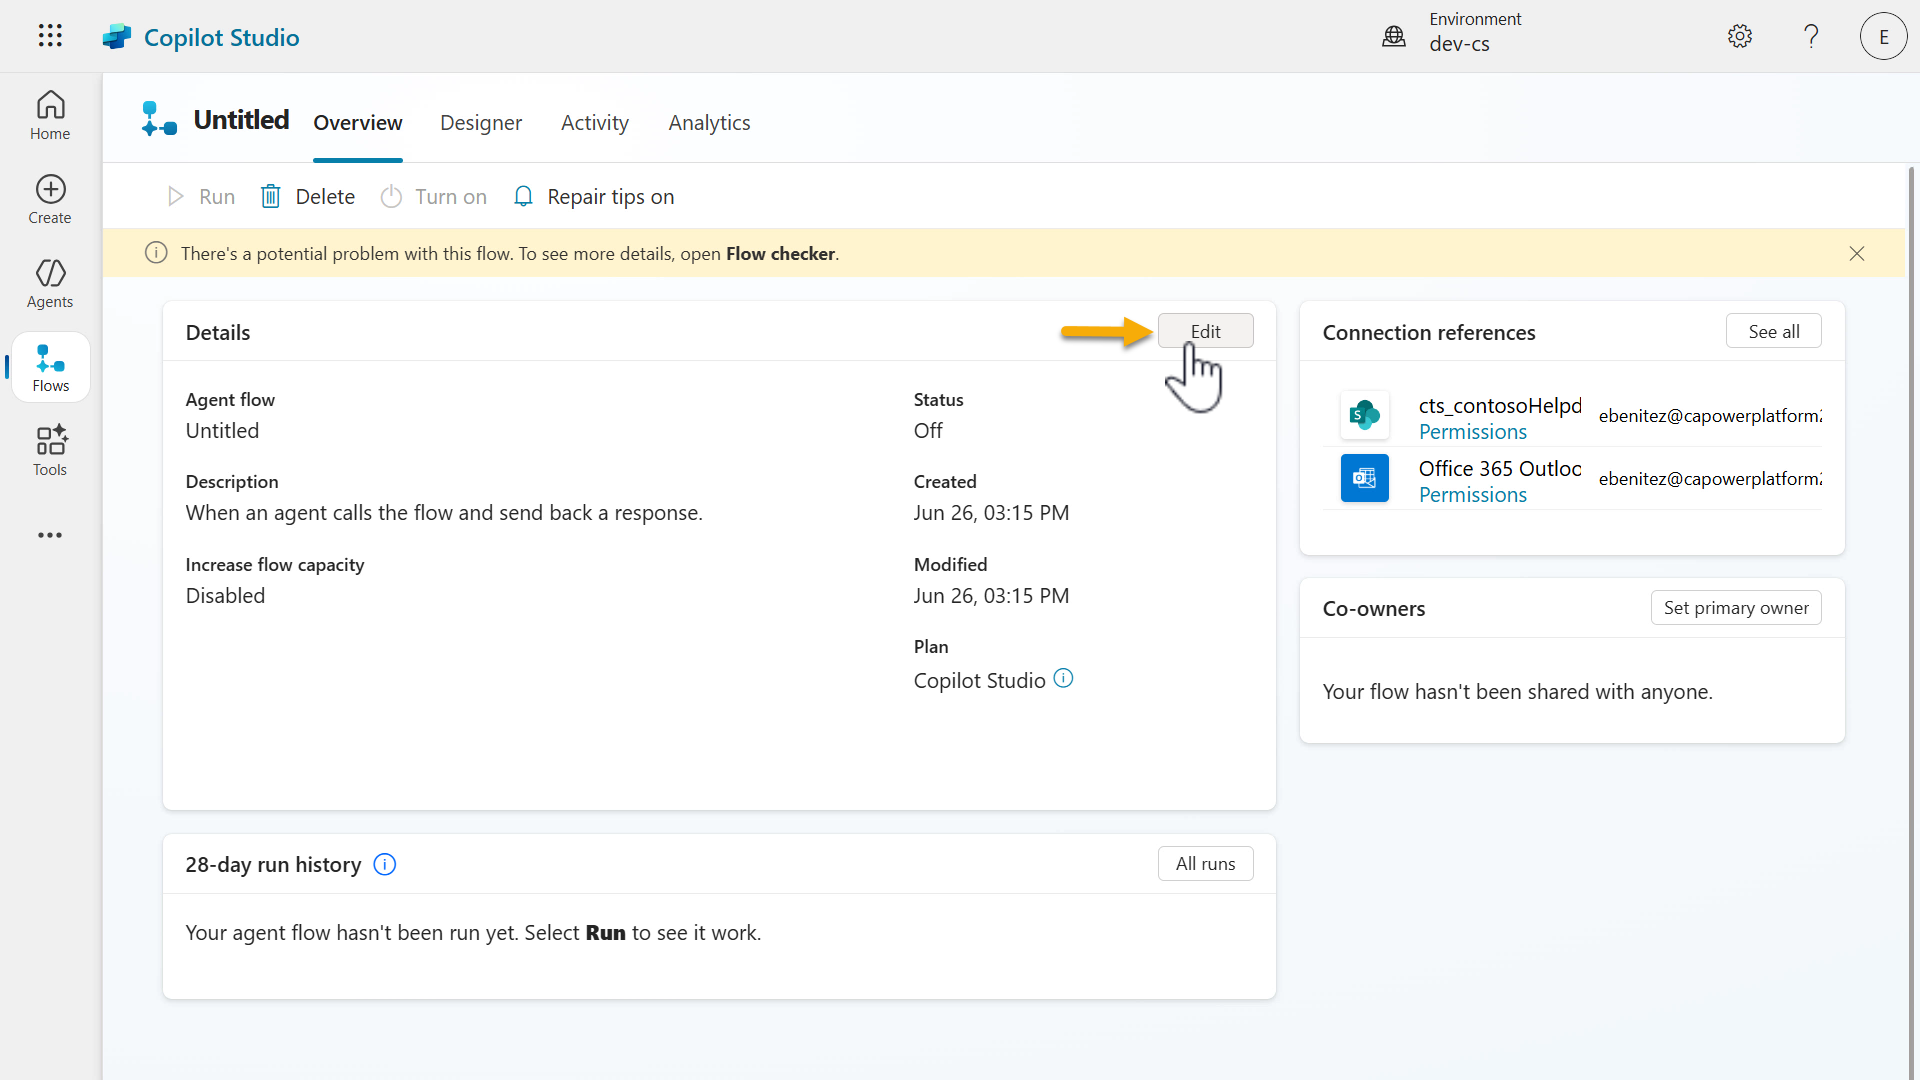 Copilot Studio
Environment
dev-cs
E
Home
Create
Agents
Flows
Tools
Untitled
Overview
Designer
Activity
Analytics
Run
Delete
Turn on
Repair tips on
There's a potential problem with this flow. To see more details, open Flow checker.
Details
Edit
Agent flow
Untitled
Description
When an agent calls the flow and send back a response.
Increase flow capacity
Disabled
Status
Off
Created
Jun 26, 03:15 PM
Modified
Jun 26, 03:15 PM
Plan
Copilot Studio
28-day run history
All runs
Your agent flow hasn't been run yet. Select Run to see it work.
Connection references
See all
cts_contosoHelpd
Permissions
ebenitez@capowerplatform2
Office 365 Outloo
Permissions
ebenitez@capowerplatform2
Co-owners
Set primary owner
Your flow hasn't been shared with anyone.